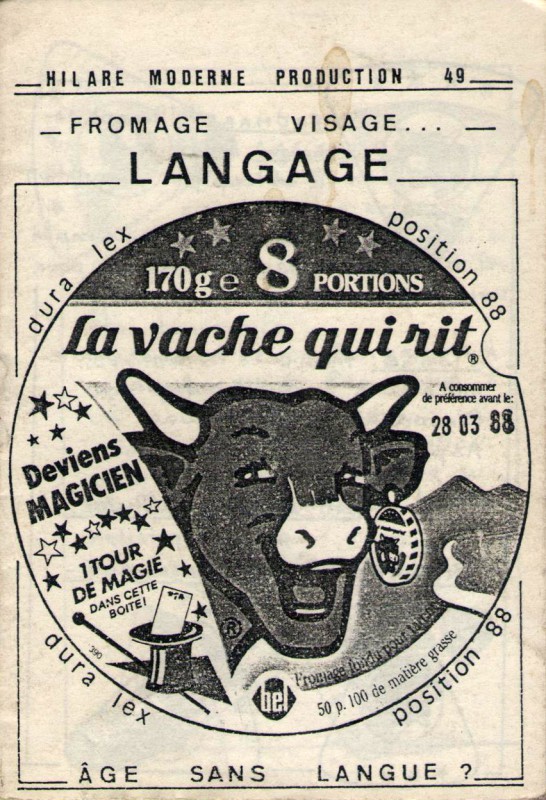 HILARE MODERNE PRODUCTION 49
FROMAGE VISAGE...
LANGAGE
dura lex
position 88
170g e 8 PORTIONS
La vache qui rit®
A consommer
de préférence avant le:
28 03 88
Deviens
MAGICIEN
1 TOUR
DE MAGIE
DANS CETTE
BOITE!
390
®
bel
Fromage fondu pour
50 p. 100 de matière grasse
dura lex
position 88
ÂGE SANS LANGUE ?